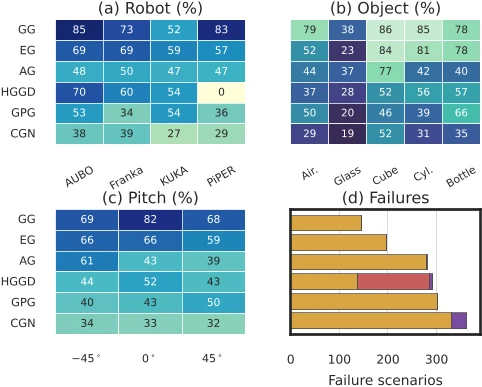 (a) Robot (%)
GG 85 73 52 83
EG 69 69 59 57
AG 48 50 47 47
HGGD 70 60 54 0
GPG 53 34 54 36
CGN 38 39 27 29
AUBO Franka KUKA PiPER
(b) Object (%)
79 38 86 85 78
52 23 84 81 78
44 37 77 42 40
37 28 52 56 57
50 20 46 39 66
29 19 52 31 35
Air. Glass Cube Cyl. Bottle
(c) Pitch (%)
GG 69 82 68
EG 66 66 59
AG 61 43 39
HGGD 44 52 43
GPG 40 43 50
CGN 34 33 32
−45° 0° 45°
(d) Failures
0 100 200 300
Failure scenarios